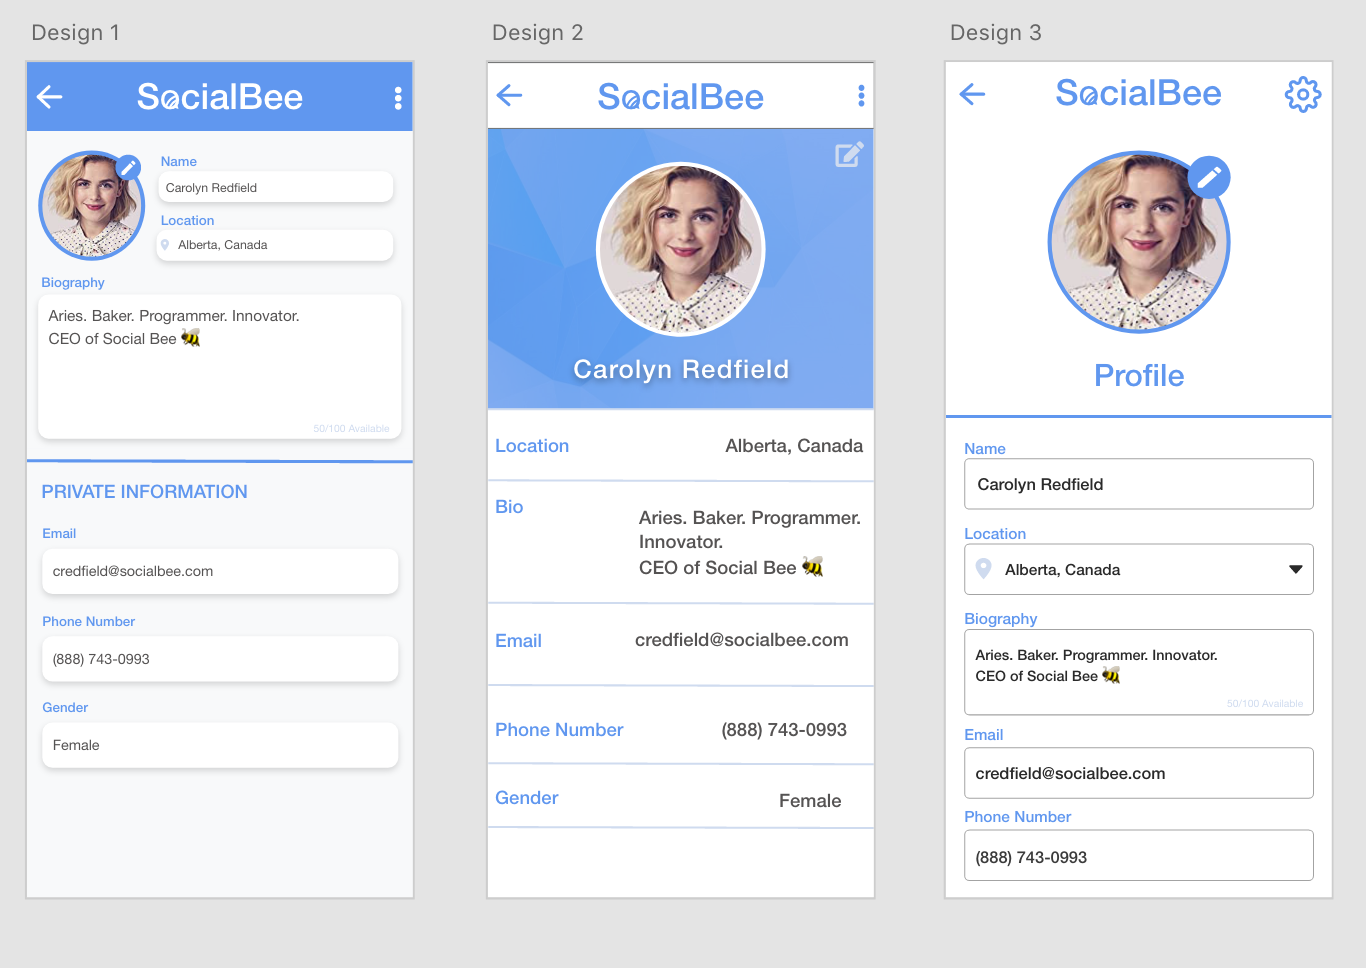 Design 1
SocialBee
Name
Carolyn Redfield
Location
Alberta, Canada
Biography
Aries. Baker. Programmer. Innovator.
CEO of Social Bee 🐝
50/100 Available
PRIVATE INFORMATION
Email
credfield@socialbee.com
Phone Number
(888) 743-0993
Gender
Female
Design 2
SocialBee
Carolyn Redfield
Location
Alberta, Canada
Bio
Aries. Baker. Programmer.
Innovator.
CEO of Social Bee 🐝
Email
credfield@socialbee.com
Phone Number
(888) 743-0993
Gender
Female
Design 3
SocialBee
Profile
Name
Carolyn Redfield
Location
Alberta, Canada
Biography
Aries. Baker. Programmer. Innovator.
CEO of Social Bee 🐝
50/100 Available
Email
credfield@socialbee.com
Phone Number
(888) 743-0993